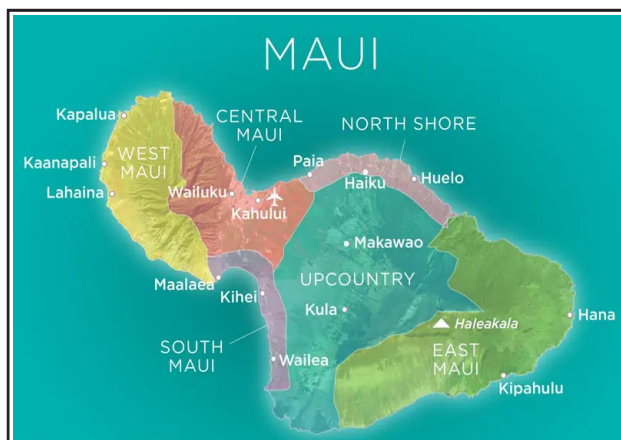 MAUI
Kapalua
CENTRAL
MAUI
NORTH SHORE
WEST
MAUI
Kaanapali
Paia
Haiku
Huelo
Lahaina
Wailuku
Kahului
Makawao
Maalaea
Kihei
UPCOUNTRY
Kula
Haleakala
Hana
SOUTH
MAUI
Wailea
EAST
MAUI
Kipahulu